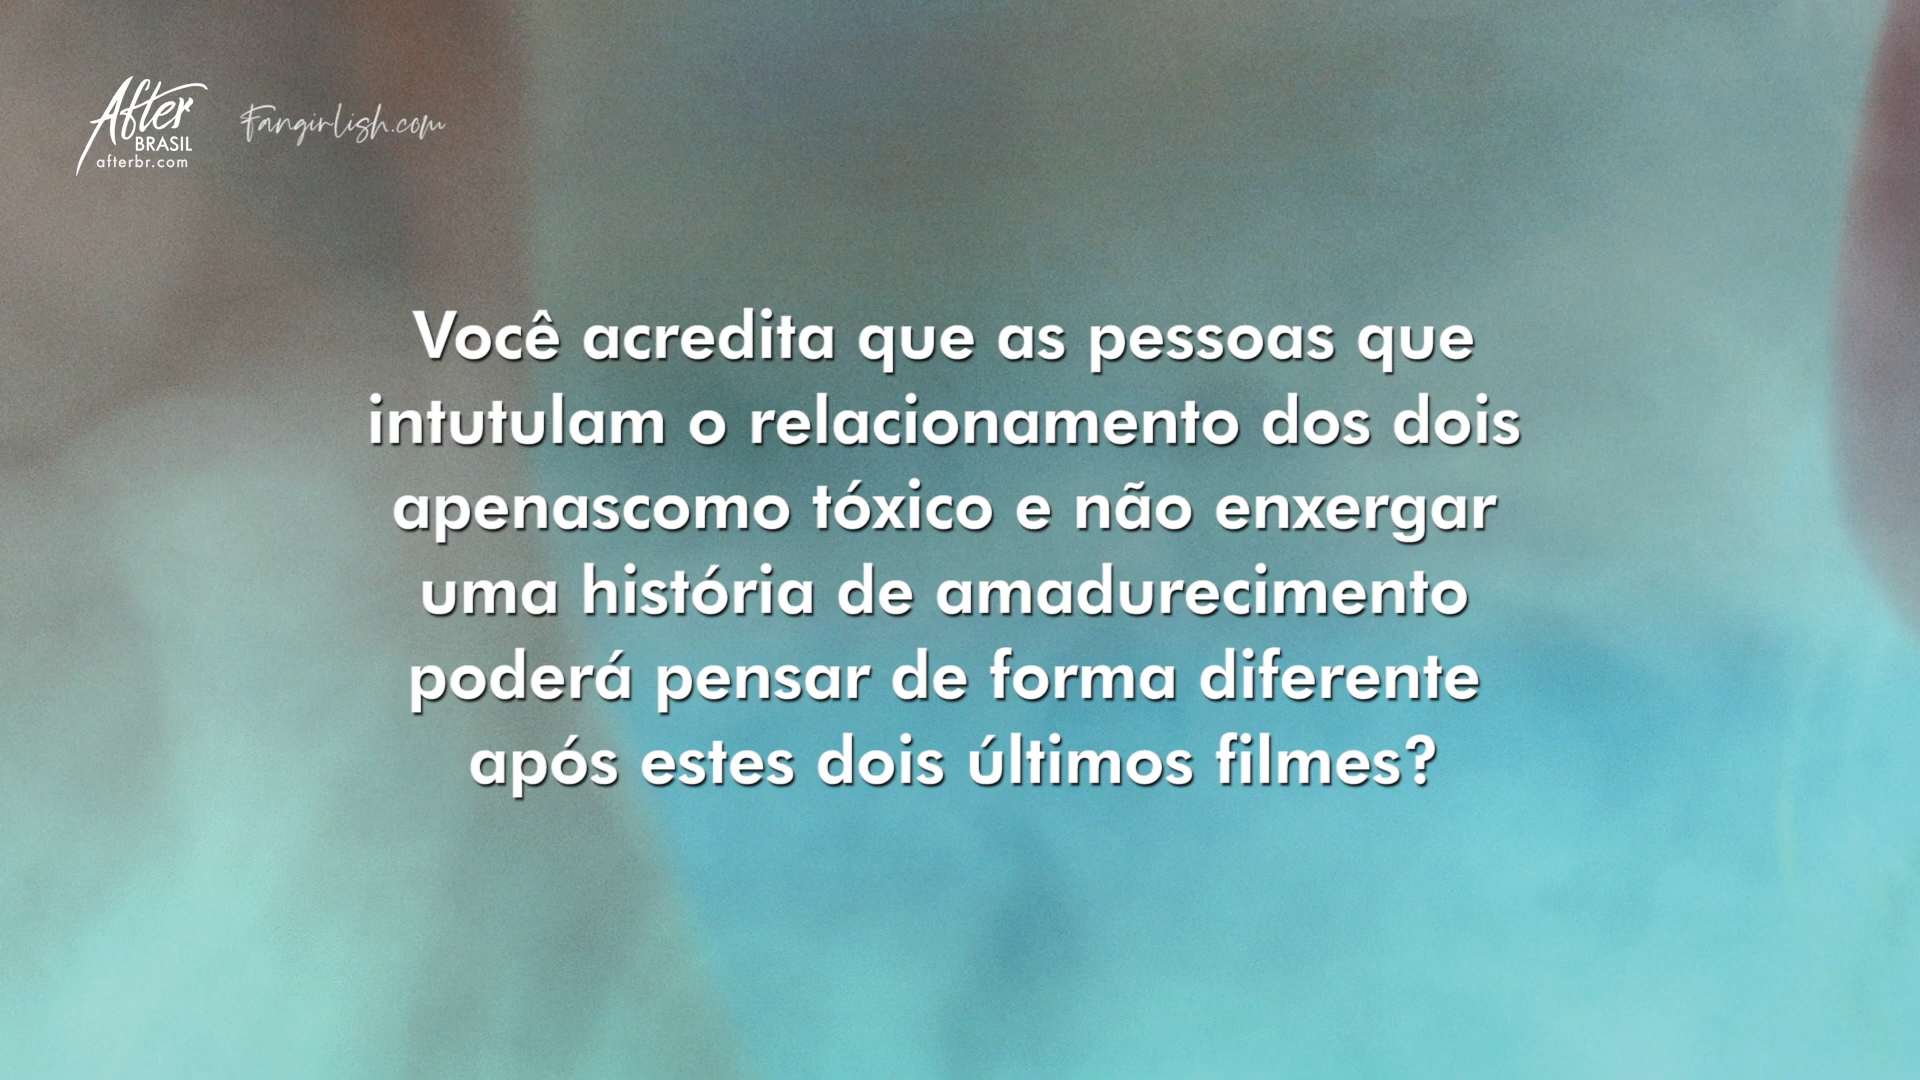 After
BRASIL
afterbr.com
Fangirlish.com
Você acredita que as pessoas que
intutulam o relacionamento dos dois
apenascomo tóxico e não enxergar
uma história de amadurecimento
poderá pensar de forma diferente
após estes dois últimos filmes?